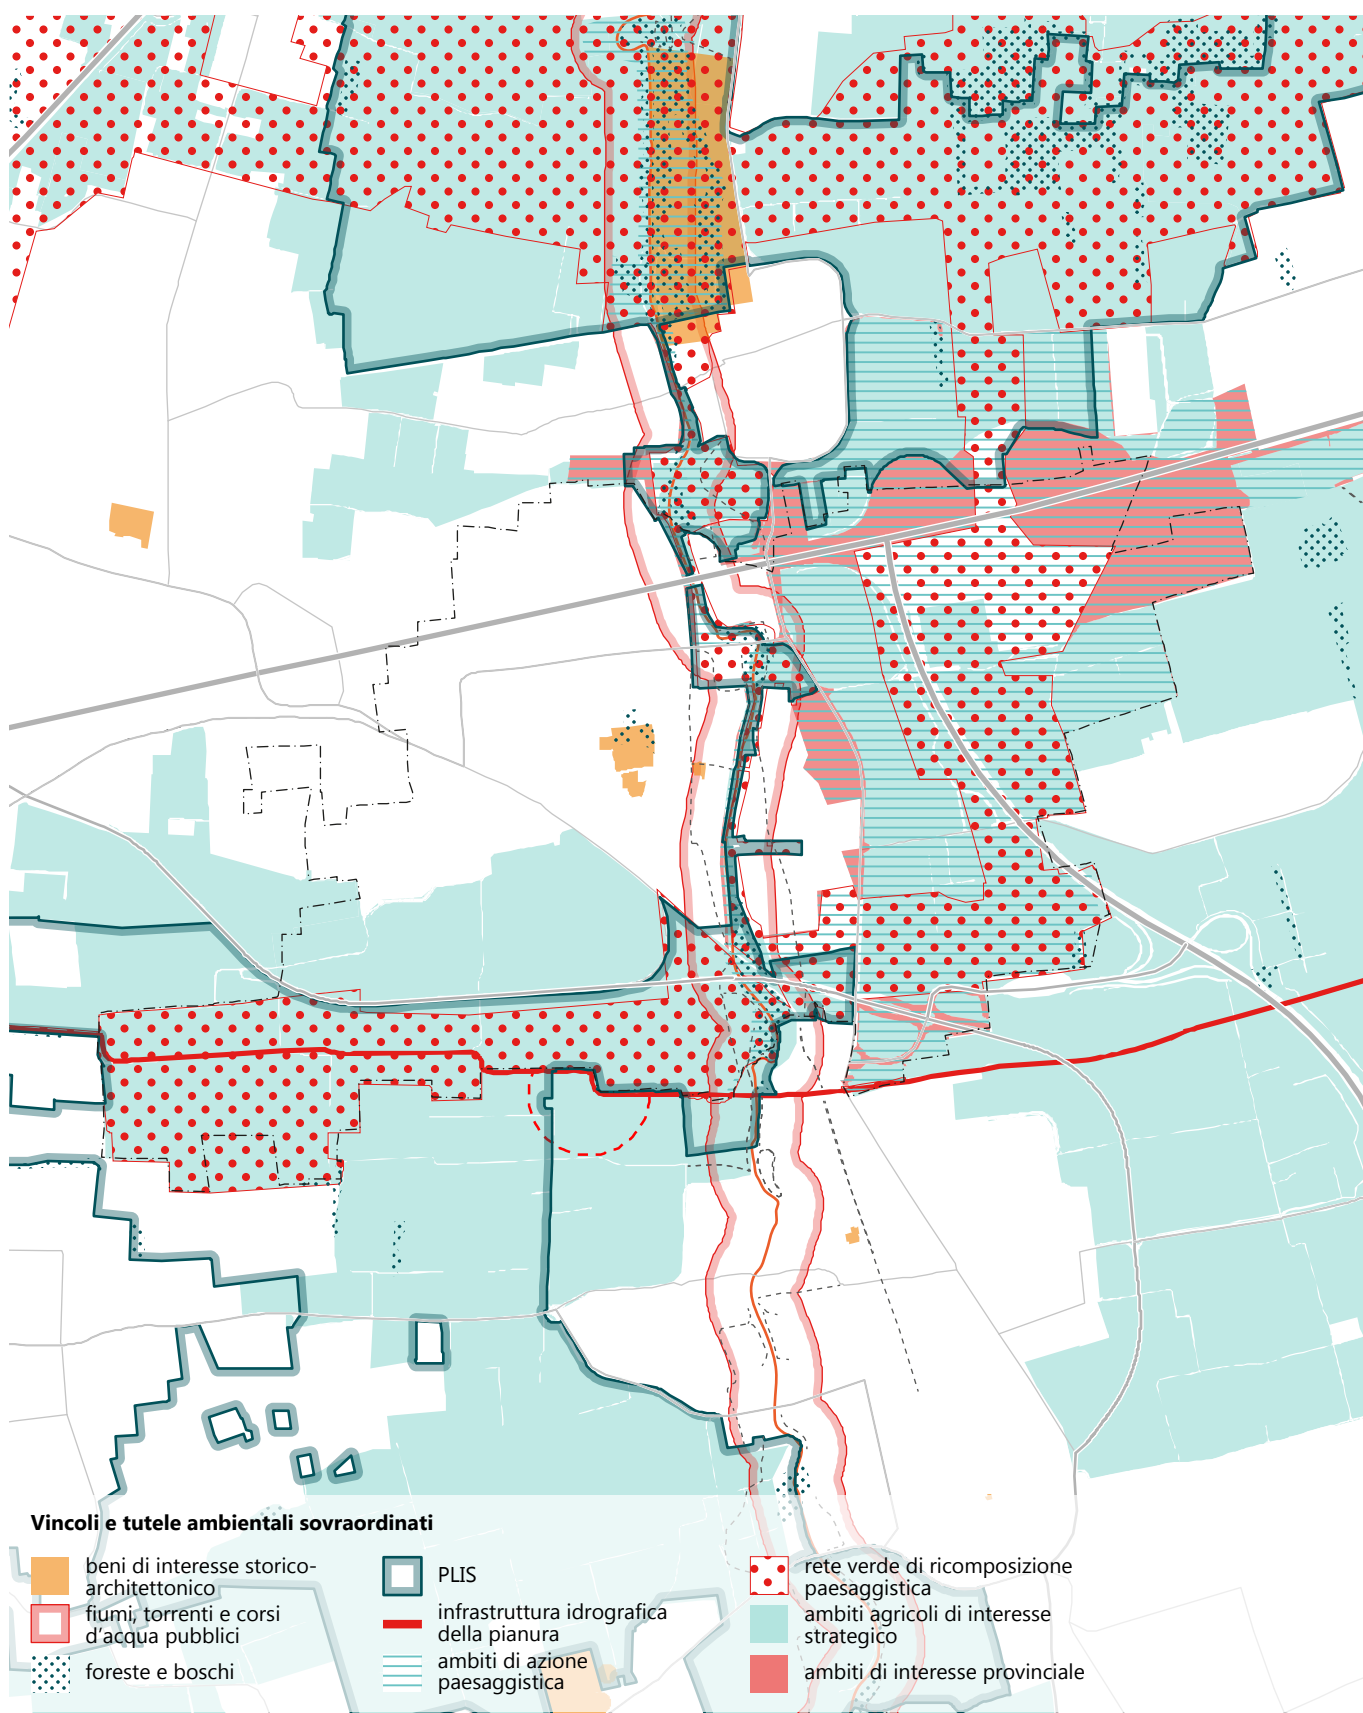 Vincoli e tutele ambientali sovraordinati
beni di interesse storico-
architettonico
fiumi, torrenti e corsi
d'acqua pubblici
foreste e boschi
PLIS
infrastruttura idrografica
della pianura
ambiti di azione
paesaggistica
rete verde di ricomposizione
paesaggistica
ambiti agricoli di interesse
strategico
ambiti di interesse provinciale